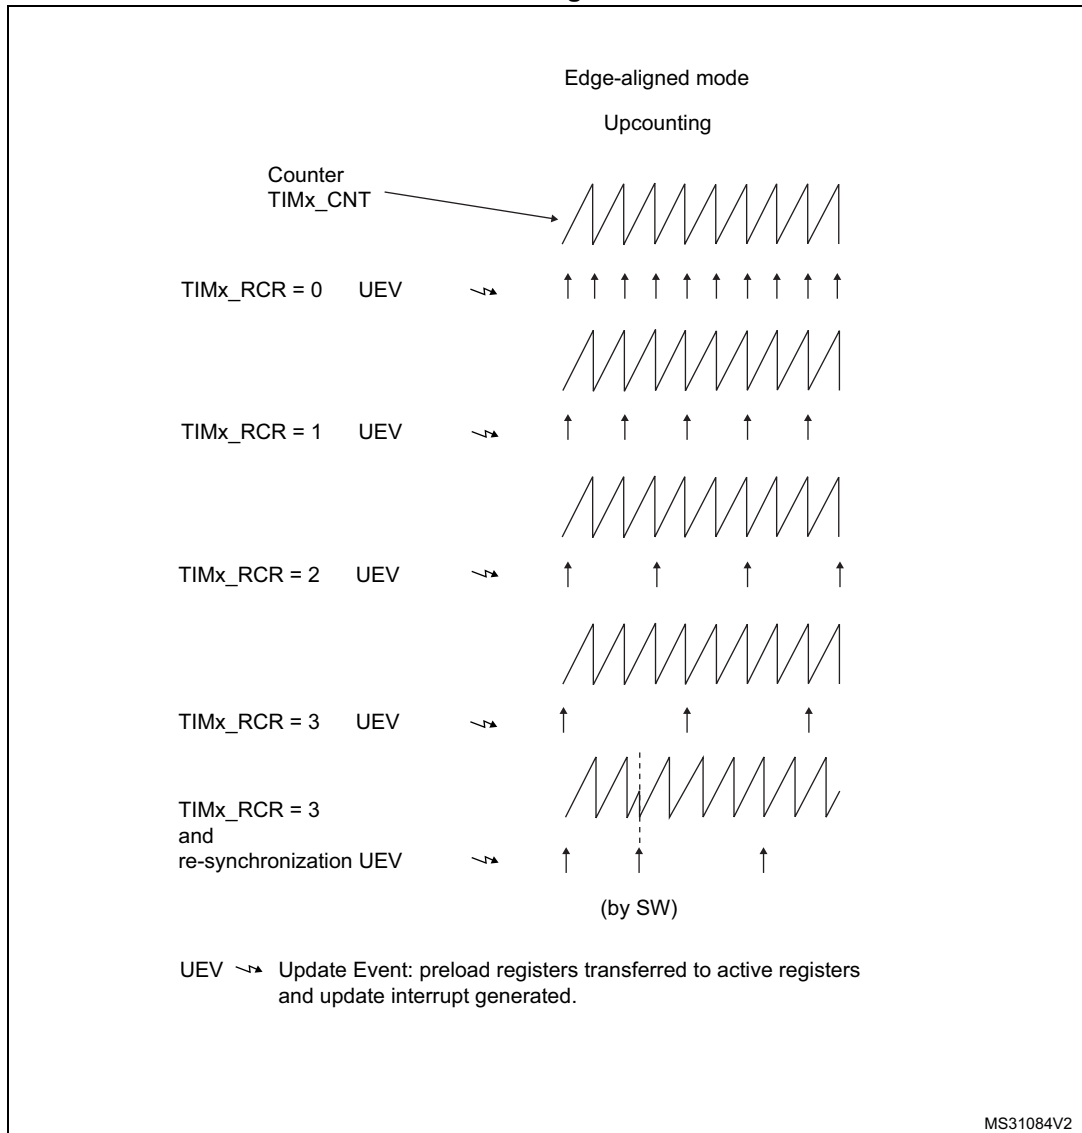 Edge-aligned mode
Upcounting
Counter
TIMx_CNT
TIMx_RCR = 0 UEV
TIMx_RCR = 1 UEV
TIMx_RCR = 2 UEV
TIMx_RCR = 3 UEV
TIMx_RCR = 3
and
re-synchronization UEV
(by SW)
UEV Update Event: preload registers transferred to active registers
and update interrupt generated.
MS31084V2